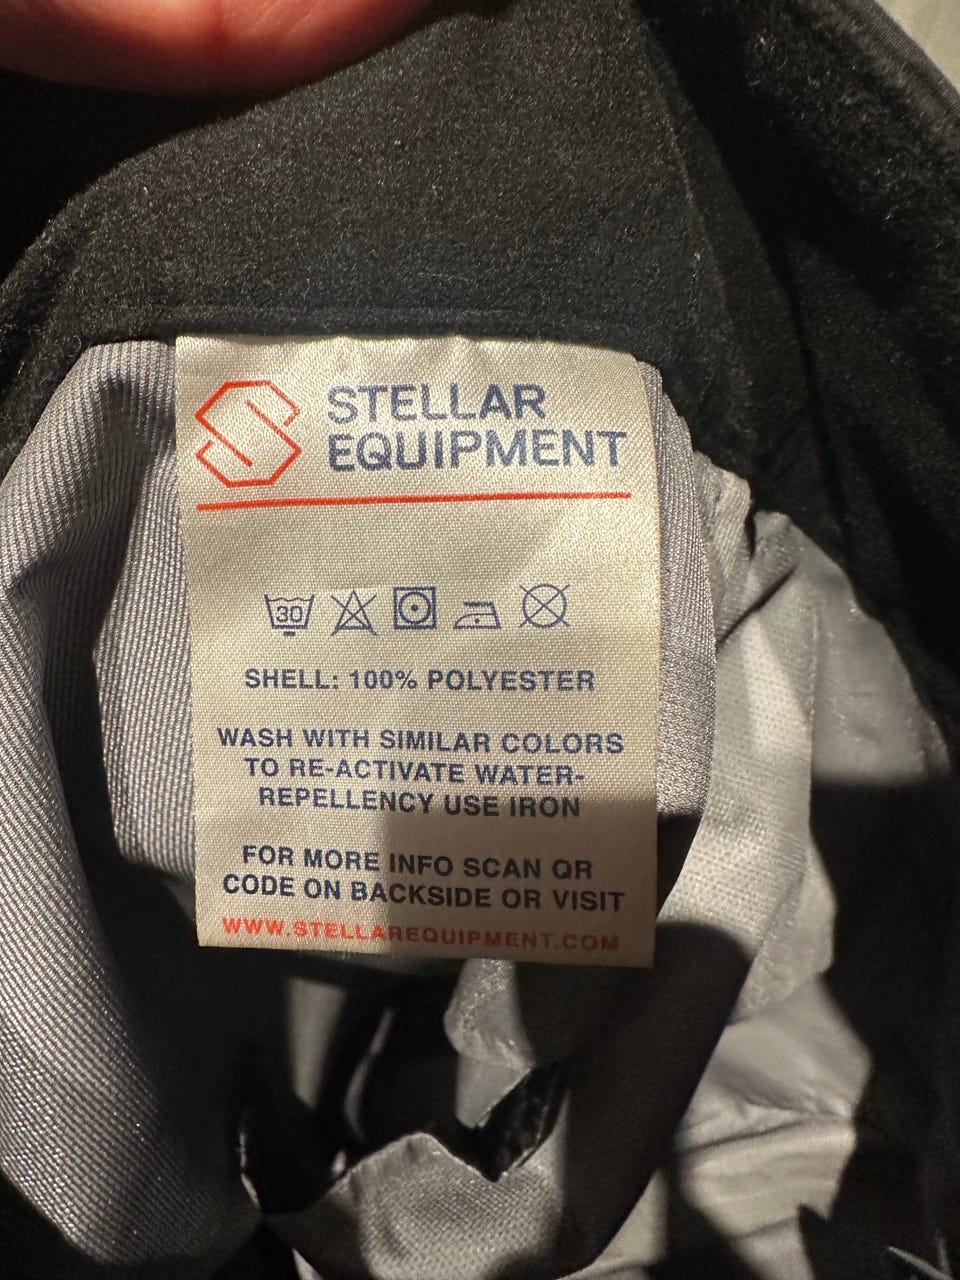 STELLAR
EQUIPMENT
30
SHELL: 100% POLYESTER
WASH WITH SIMILAR COLORS
TO RE-ACTIVATE WATER-
REPELLENCY USE IRON
FOR MORE INFO SCAN QR
CODE ON BACKSIDE OR VISIT
WWW.STELLAREQUIPMENT.COM